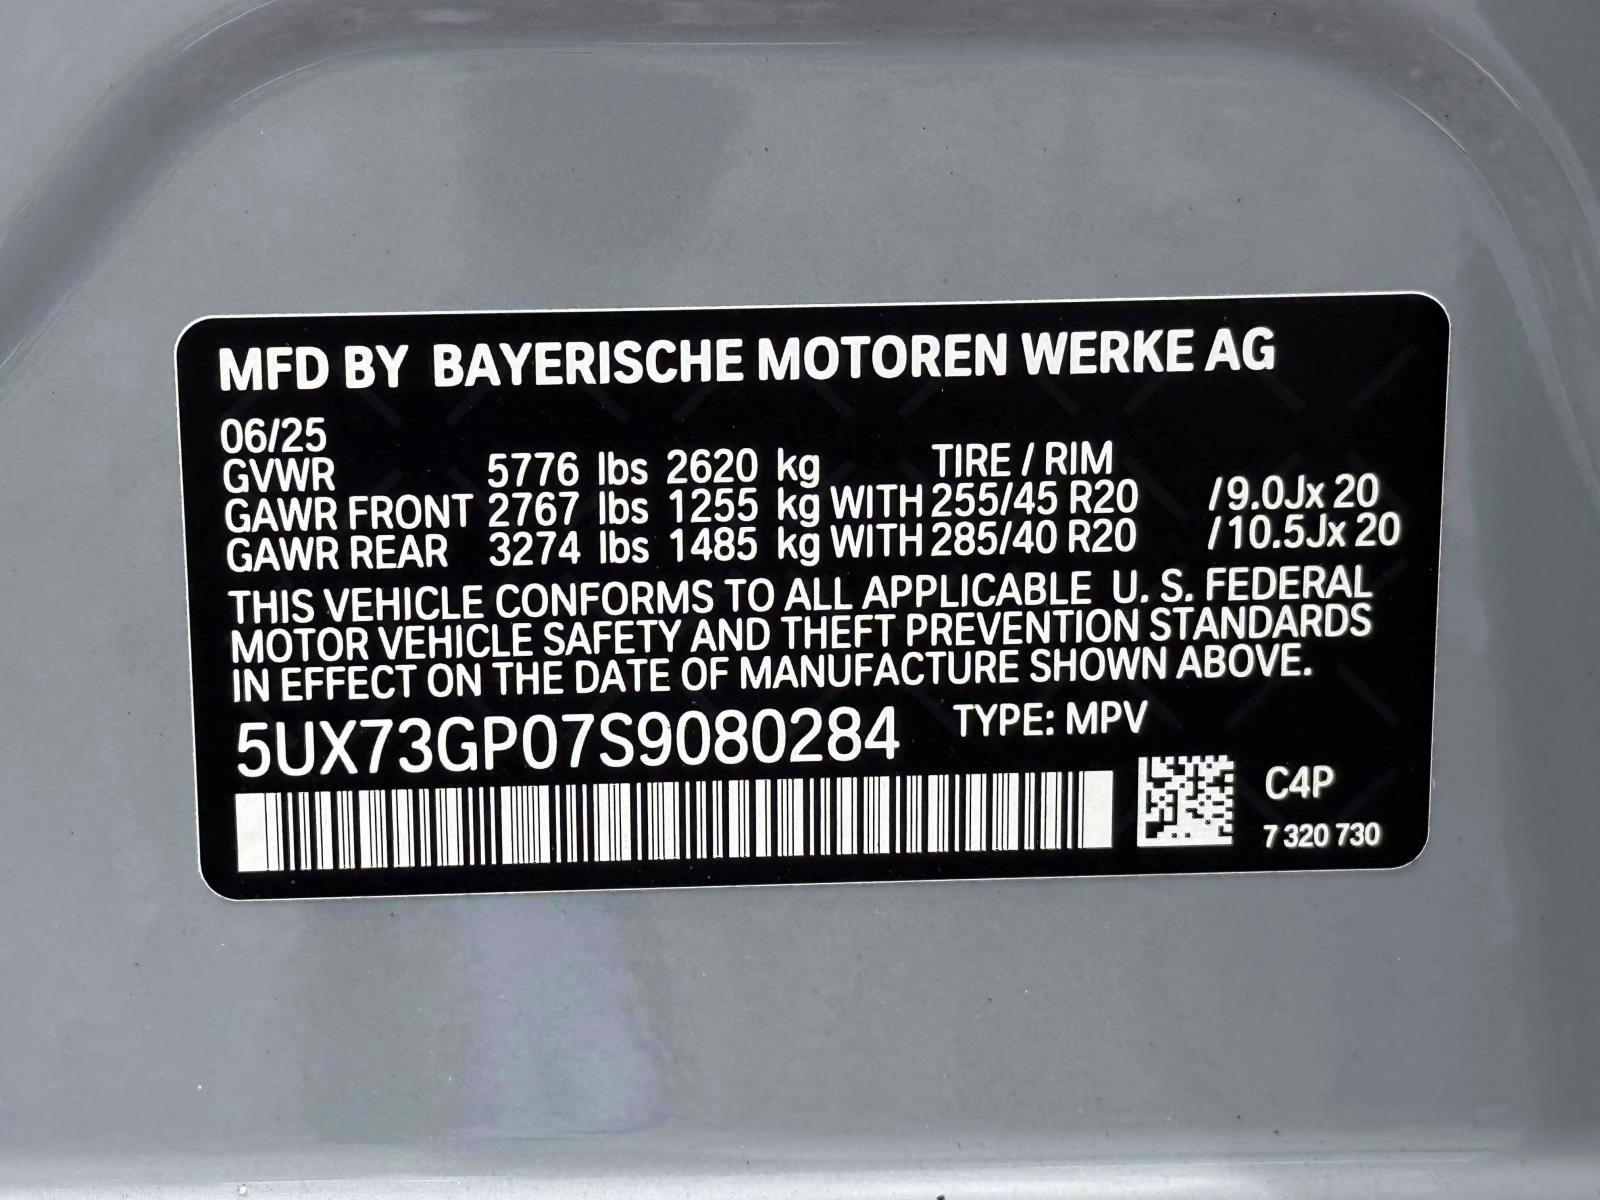 MFD BY BAYERISCHE MOTOREN WERKE AG
06/25
GVWR 5776 lbs 2620 kg TIRE / RIM
GAWR FRONT 2767 lbs 1255 kg WITH 255/45 R20 /9.0Jx 20
GAWR REAR 3274 lbs 1485 kg WITH 285/40 R20 /10.5Jx 20
THIS VEHICLE CONFORMS TO ALL APPLICABLE U. S. FEDERAL
MOTOR VEHICLE SAFETY AND THEFT PREVENTION STANDARDS
IN EFFECT ON THE DATE OF MANUFACTURE SHOWN ABOVE.
5UX73GP07S9080284 TYPE: MPV
C4P
7 320 730